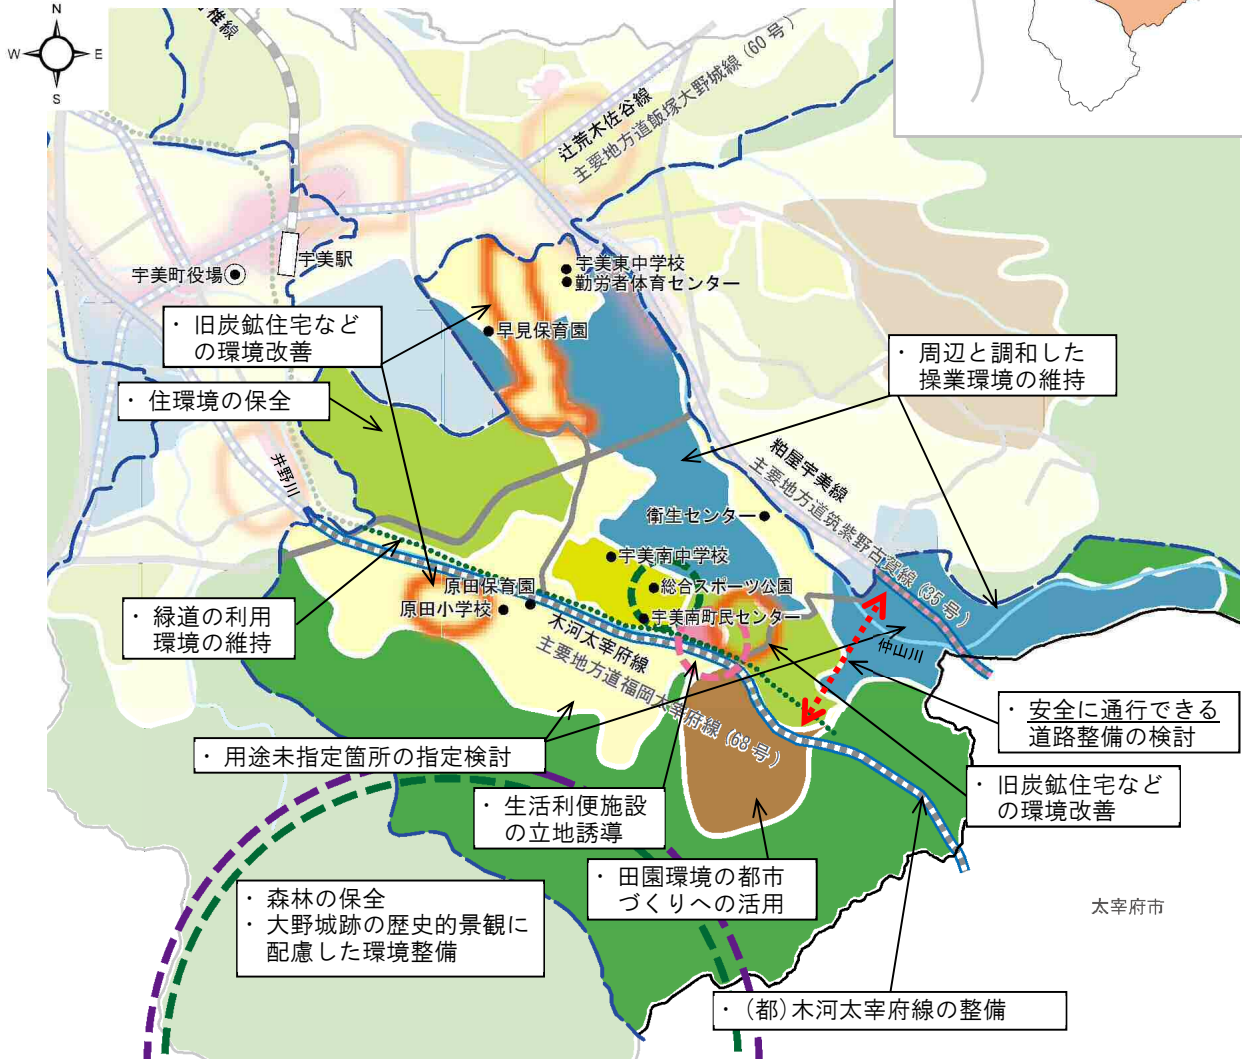 N
W
E
S
稚線
辻荒木佐谷線
主要地方道飯塚大野城線(60号)
宇美町役場
宇美駅
宇美東中学校
勤労者体育センター
早見保育園
・旧炭鉱住宅など
の環境改善
・住環境の保全
・周辺と調和した
操業環境の維持
井野川
粕屋宇美線
主要地方道筑紫野古賀線(35号)
衛生センター
宇美南中学校
総合スポーツ公園
宇美南町民センター
原田保育園
原田小学校
・緑道の利用
環境の維持
木河太宰府線
主要地方道福岡太宰府線(68号)
仲山川
・安全に通行できる
道路整備の検討
・用途未指定箇所の指定検討
・旧炭鉱住宅など
の環境改善
・生活利便施設
の立地誘導
・田園環境の都市
づくりへの活用
・森林の保全
・大野城跡の歴史的景観に
配慮した環境整備
太宰府市
・(都)木河太宰府線の整備